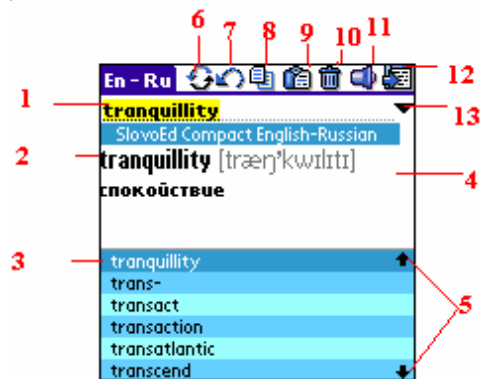 6 7 8 9 10 11
En - Ru
12
1 tranquillity 13
SlovoEd Compact English-Russian
2 tranquillity [træŋ'kwılıtı] 4
спокойствие
3 tranquillity
trans-
transact
transaction 5
transatlantic
transcend